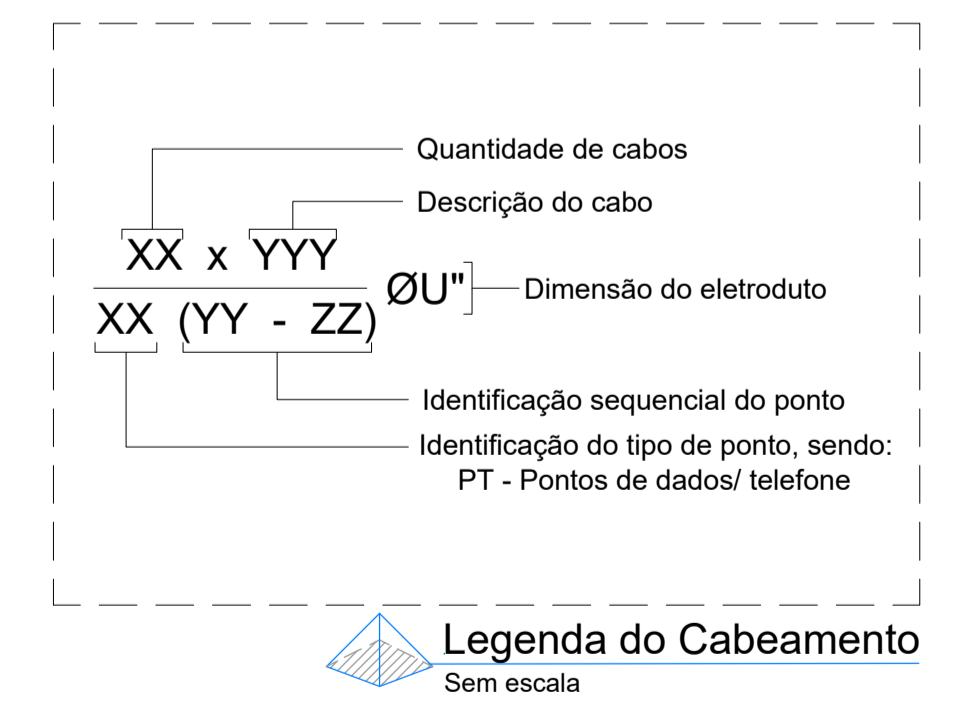 Quantidade de cabos
Descrição do cabo
XX x YYY
ØU"
Dimensão do eletroduto
XX (YY - ZZ)
Identificação sequencial do ponto
Identificação do tipo de ponto, sendo:
PT - Pontos de dados/ telefone
Legenda do Cabeamento
Sem escala